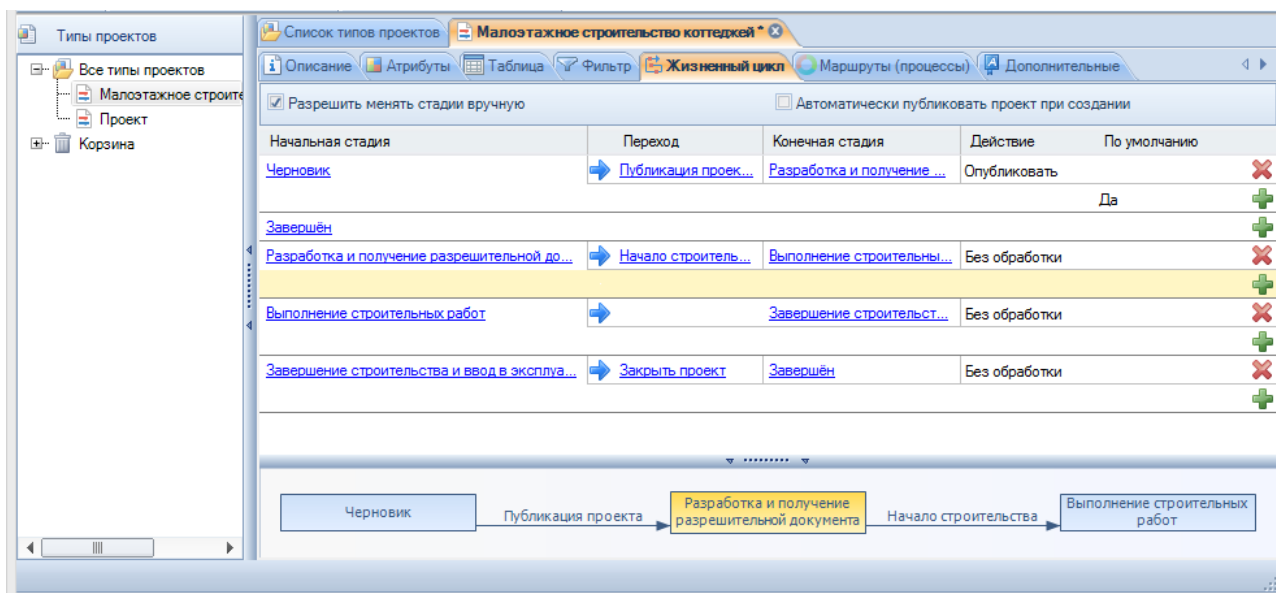 Типы проектов
Все типы проектов
Малоэтажное строите
Проект
Корзина
Список типов проектов Малоэтажное строительство коттеджей *
Описание Атрибуты Таблица Фильтр Жизненный цикл Маршруты (процессы) Дополнительные
Разрешить менять стадии вручную Автоматически публиковать проект при создании
Начальная стадия Переход Конечная стадия Действие По умолчанию
Черновик Публикация проек... Разработка и получение ... Опубликовать
Да
Завершён
Разработка и получение разрешительной до... Начало строитель... Выполнение строительны... Без обработки
Выполнение строительных работ Завершение строительст... Без обработки
Завершение строительства и ввод в эксплуа... Закрыть проект Завершён Без обработки
Черновик Публикация проекта Разработка и получение
разрешительной документа Начало строительства Выполнение строительных
работ